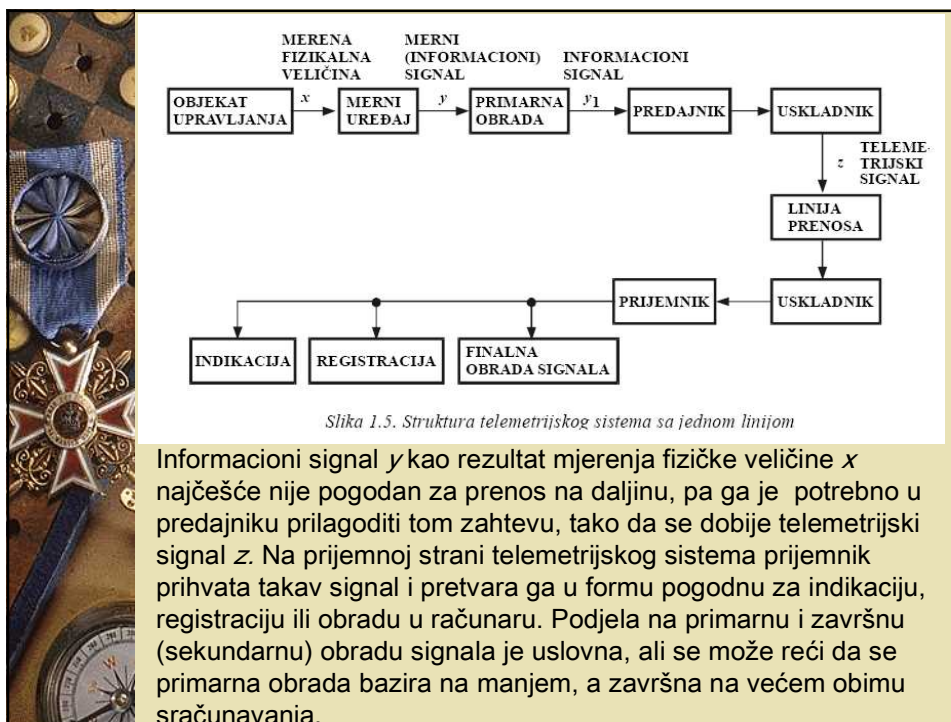 MERENA
FIZIKALNA
VELIČINA
MERNI
(INFORMACIONI)
SIGNAL
INFORMACIONI
SIGNAL
OBJEKAT
UPRAVLJANJA
x
MERNI
UREĐAJ
y
PRIMARNA
OBRADA
y1
PREDAJNIK
USKLADNIK
z
TELEME-
TRIJSKI
SIGNAL
LINIJA
PRENOSA
USKLADNIK
PRIJEMNIK
INDIKACIJA
REGISTRACIJA
FINALNA
OBRADA SIGNALA
Slika 1.5. Struktura telemetrijskog sistema sa jednom linijom
Informacioni signal y kao rezultat mjerenja fizičke veličine x
najčešće nije pogodan za prenos na daljinu, pa ga je potrebno u
predajniku prilagoditi tom zahtevu, tako da se dobije telemetrijski
signal z. Na prijemnoj strani telemetrijskog sistema prijemnik
prihvata takav signal i pretvara ga u formu pogodnu za indikaciju,
registraciju ili obradu u računaru. Podjela na primarnu i završnu
(sekundarnu) obradu signala je uslovna, ali se može reći da se
primarna obrada bazira na manjem, a završna na većem obimu
sračunavanja.